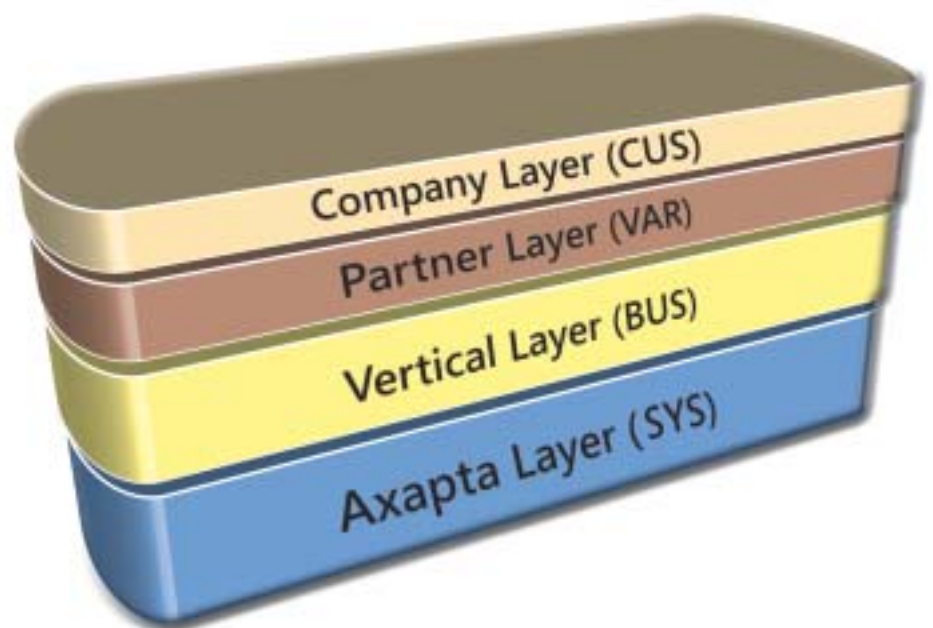 Company Layer (CUS)
Partner Layer (VAR)
Vertical Layer (BUS)
Axapta Layer (SYS)